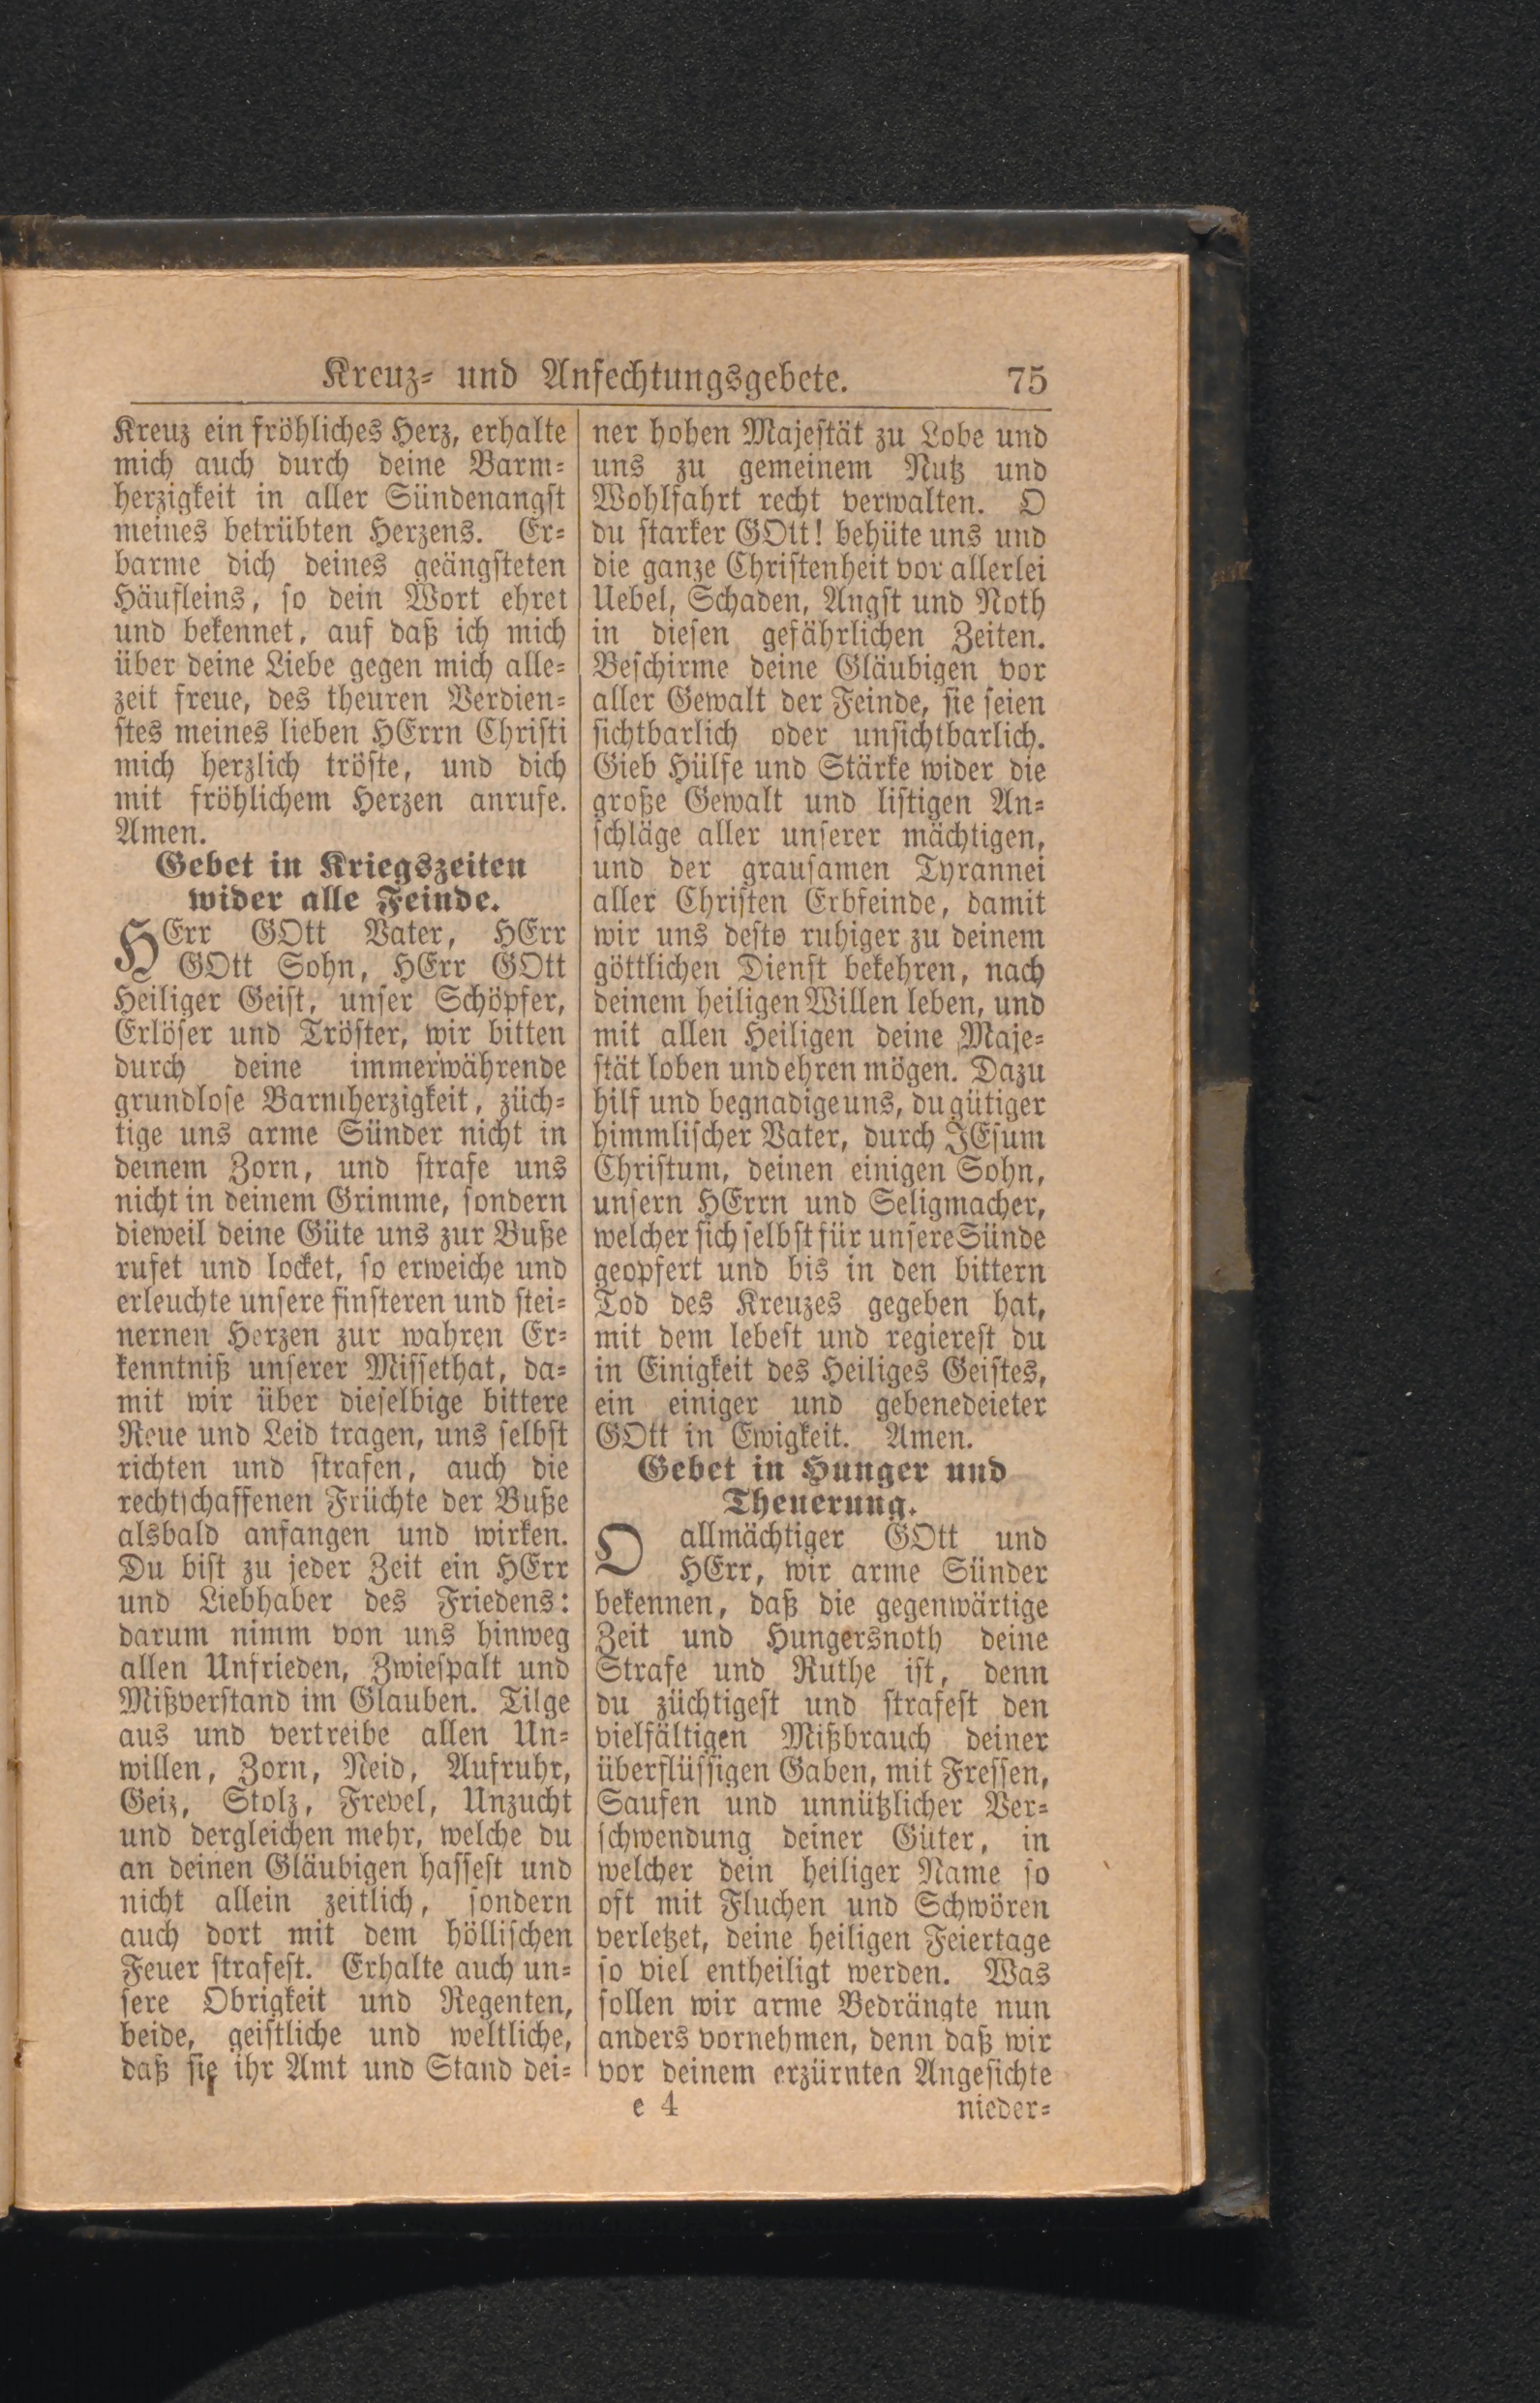 Kreuz- und Anfechtungsgebete. 75
Kreuz ein fröhliches Herz, erhalte
mich auch durch deine Barm-
herzigkeit in aller Sündenangst
meines betrübten Herzens. Er-
barme dich deines geängsteten
Häufleins, so dein Wort ehret
und bekennet, auf daß ich mich
über deine Liebe gegen mich alle-
zeit freue, des theuren Verdien-
stes meines lieben HErrn Christi
mich herzlich tröste, und dich
mit fröhlichem Herzen anrufe.
Amen.
Gebet in Kriegszeiten
wider alle Feinde.
HErr GOtt Vater, HErr
GOtt Sohn, HErr GOtt
Heiliger Geist, unser Schöpfer,
Erlöser und Tröster, wir bitten
durch deine immerwährende
grundlose Barmherzigkeit, züch-
tige uns arme Sünder nicht in
deinem Zorn, und strafe uns
nicht in deinem Grimme, sondern
dieweil deine Güte uns zur Buße
rufet und locket, so erweiche und
erleuchte unsere finsteren und stei-
nernen Herzen zur wahren Er-
kenntniß unserer Missethat, da-
mit wir über dieselbige bittere
Reue und Leid tragen, uns selbst
richten und strafen, auch die
rechtschaffenen Früchte der Buße
alsbald anfangen und wirken.
Du bist zu jeder Zeit ein HErr
und Liebhaber des Friedens:
darum nimm von uns hinweg
allen Unfrieden, Zwiespalt und
Mißverstand im Glauben. Tilge
aus und vertreibe allen Un-
willen, Zorn, Neid, Aufruhr,
Geiz, Stolz, Frevel, Unzucht
und dergleichen mehr, welche du
an deinen Gläubigen hassest und
nicht allein zeitlich, sondern
auch dort mit dem höllischen
Feuer strafest. Erhalte auch un-
sere Obrigkeit und Regenten,
beide, geistliche und weltliche,
daß sie ihr Amt und Stand dei-
ner hohen Majestät zu Lobe und
uns zu gemeinem Nutz und
Wohlfahrt recht verwalten. O
du starker GOtt! behüte uns und
die ganze Christenheit vor allerlei
Uebel, Schaden, Angst und Noth
in diesen gefährlichen Zeiten.
Beschirme deine Gläubigen vor
aller Gewalt der Feinde, sie seien
sichtbarlich oder unsichtbarlich.
Gieb Hülfe und Stärke wider die
große Gewalt und listigen An-
schläge aller unserer mächtigen,
und der grausamen Tyrannei
aller Christen Erbfeinde, damit
wir uns desto ruhiger zu deinem
göttlichen Dienst bekehren, nach
deinem heiligen Willen leben, und
mit allen Heiligen deine Maje-
stät loben und ehren mögen. Dazu
hilf und begnadige uns, du gütiger
himmlischer Vater, durch JEsum
Christum, deinen einigen Sohn,
unsern HErrn und Seligmacher,
welcher sich selbst für unsere Sünde
geopfert und bis in den bittern
Tod des Kreuzes gegeben hat,
mit dem lebest und regierest du
in Einigkeit des Heiliges Geistes,
ein einiger und gebenedeieter
GOtt in Ewigkeit. Amen.
Gebet in Hunger und
Theuerung.
O allmächtiger GOtt und
HErr, wir arme Sünder
bekennen, daß die gegenwärtige
Zeit und Hungersnoth deine
Strafe und Ruthe ist, denn
du züchtigest und strafest den
vielfältigen Mißbrauch deiner
überflüssigen Gaben, mit Fressen,
Saufen und unnützlicher Ver-
schwendung deiner Güter, in
welcher dein heiliger Name so
oft mit Fluchen und Schwören
verletzet, deine heiligen Feiertage
so viel entheiligt werden. Was
sollen wir arme Bedrängte nun
anders vornehmen, denn daß wir
vor deinem erzürnten Angesichte
e 4 nieder-